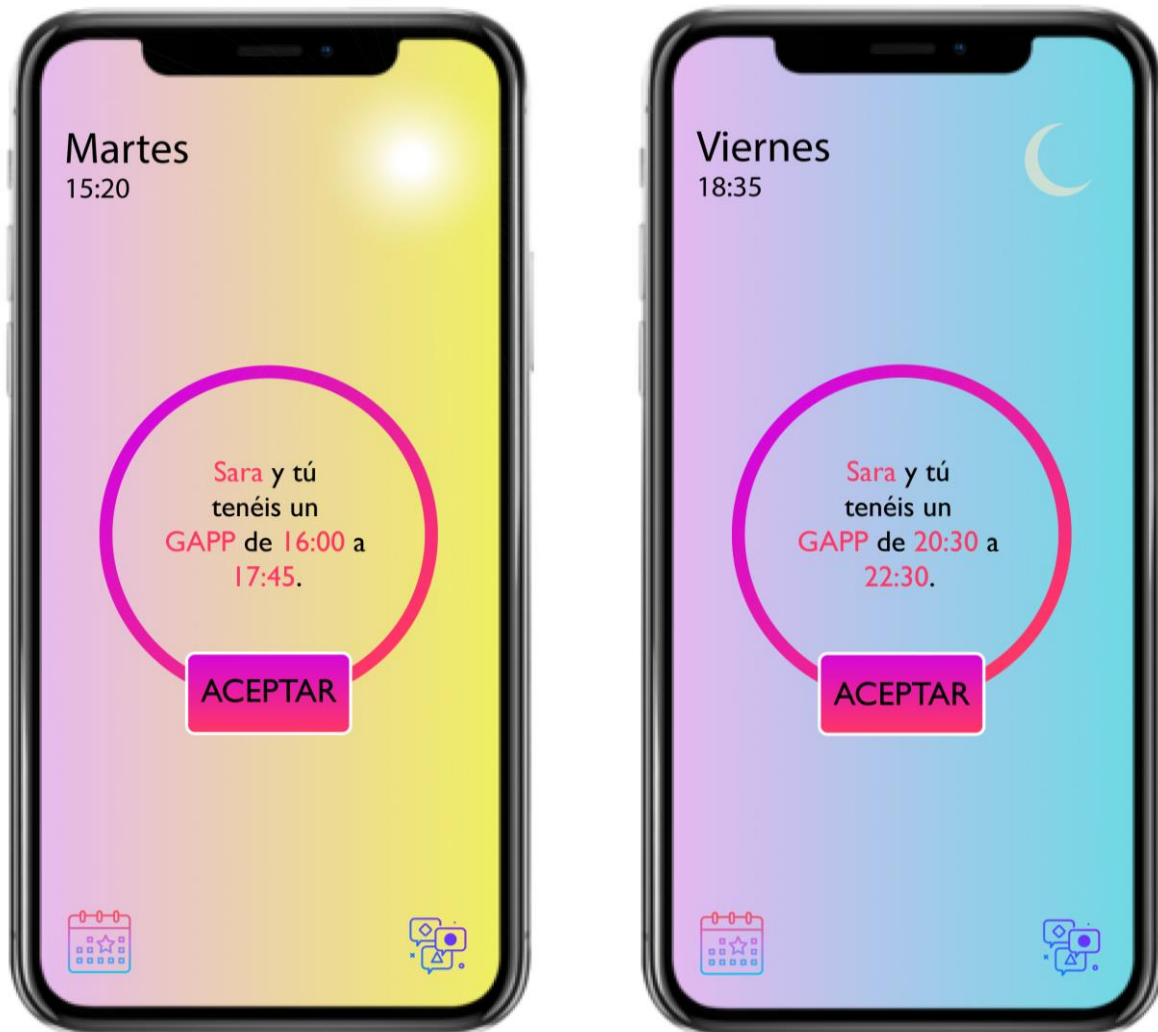 Martes
15:20
Sara y tú
tenéis un
GAPP de 16:00 a
17:45.
ACEPTAR
Viernes
18:35
Sara y tú
tenéis un
GAPP de 20:30 a
22:30.
ACEPTAR